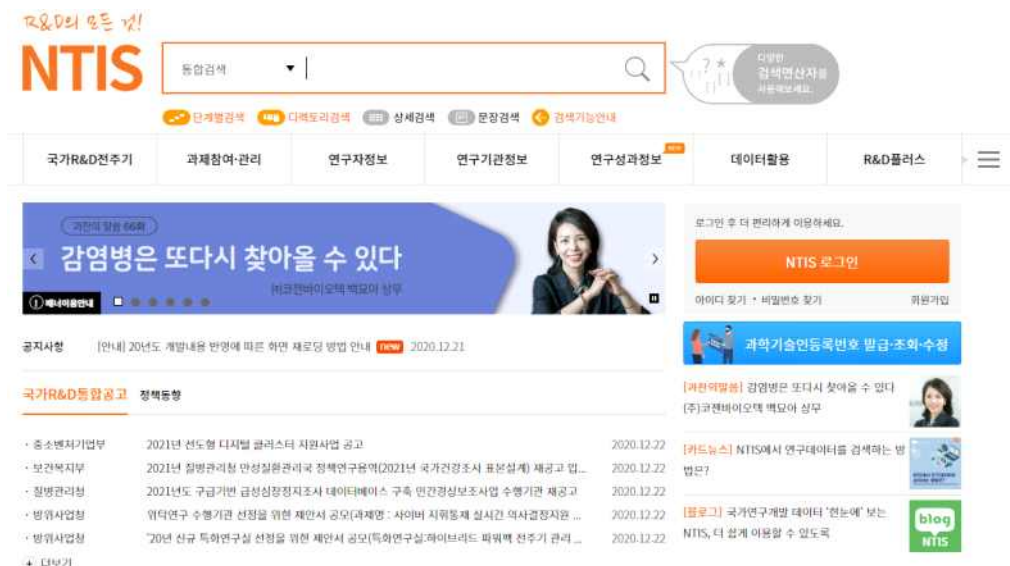 R&D의 모든 것!
NTIS
통합검색
다양한
검색연산자를
사용해보세요.
단계별검색 디렉토리검색 상세검색 문장검색 검색기능안내
국가R&D전주기 과제참여·관리 연구자정보 연구기관정보 연구성과정보 NEW 데이터활용 R&D플러스
과전의 말씀 66회
감염병은 또다시 찾아올 수 있다
㈜코젠바이오텍 백묘아 상무
배너이용안내
로그인 후 더 편리하게 이용하세요.
NTIS 로그인
아이디 찾기 • 비밀번호 찾기 회원가입
공지사항 [안내] 20년도 개발내용 반영에 따른 화면 재로딩 방법 안내 new 2020.12.21
과학기술인등록번호 발급·조회·수정
국가R&D통합공고 정책동향
· 중소벤처기업부 2021년 선도형 디지털 클러스터 지원사업 공고 2020.12.22
· 보건복지부 2021년 질병관리청 만성질환관리국 정책연구용역(2021년 국가건강조사 표본설계) 재공고 입... 2020.12.22
· 질병관리청 2021년도 구급기반 급성심장정지조사 데이터베이스 구축 민간경상보조사업 수행기관 재공고 2020.12.22
· 방위사업청 위탁연구 수행기관 선정을 위한 제안서 공모(과제명 : 사이버 지휘통제 실시간 의사결정지원 ... 2020.12.22
· 방위사업청 '20년 신규 특화연구실 선정을 위한 제안서 공모(특화연구실:하이브리드 파워팩 전주기 관리 ... 2020.12.22
+ 더보기
[과전의말씀] 감염병은 또다시 찾아올 수 있다
(주)코젠바이오텍 백묘아 상무
[카드뉴스] NTIS에서 연구데이터를 검색하는 방
법은?
[블로그] 국가연구개발 데이터 '한눈에' 보는
NTIS, 더 쉽게 이용할 수 있도록
blog
NTIS